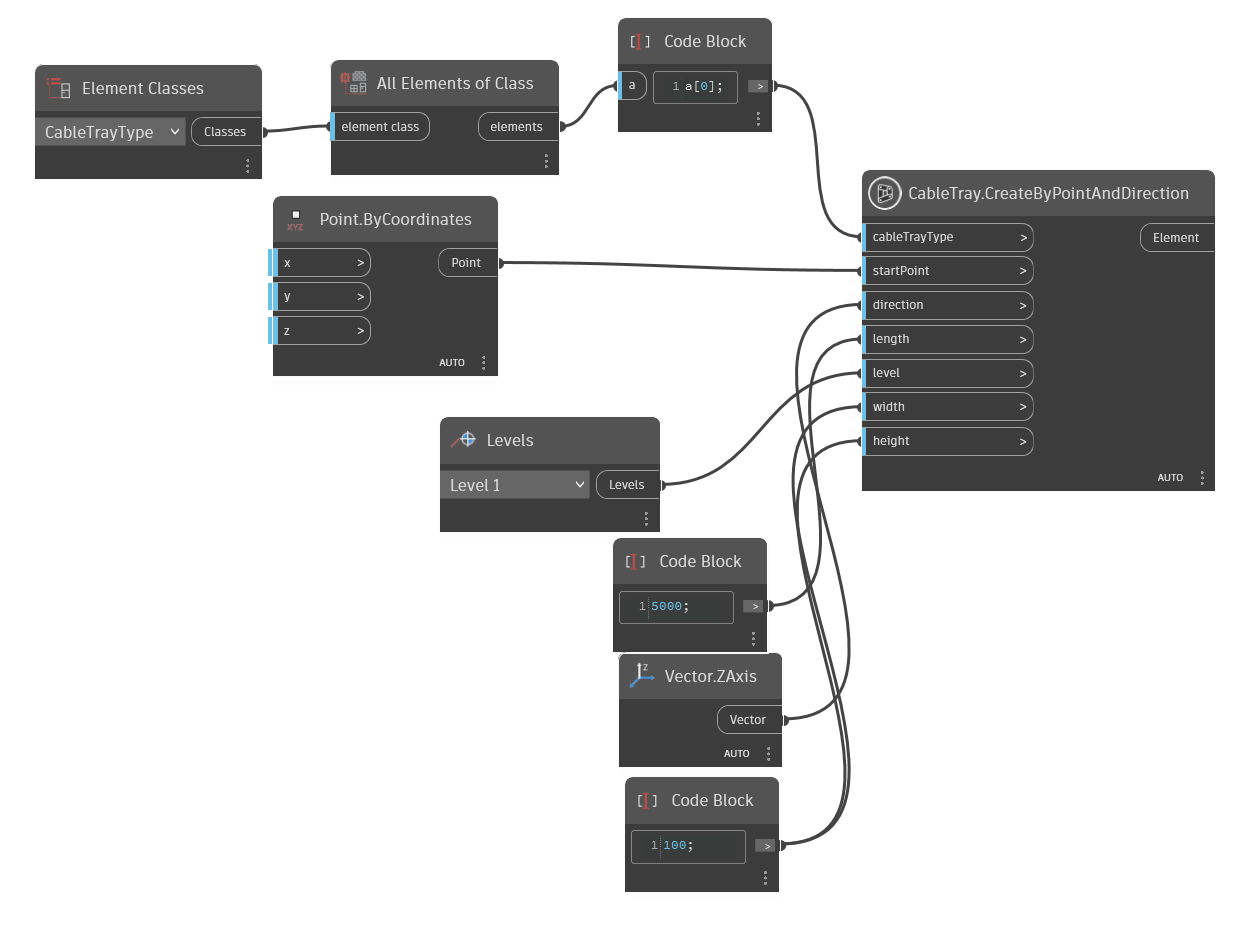 Element Classes
CableTrayType
Classes
All Elements of Class
element class
elements
Code Block
a
1 a[0];
>
XYZ
Point.ByCoordinates
x >
y >
z >
Point
AUTO
CableTray.CreateByPointAndDirection
cableTrayType >
Element
startPoint >
direction >
length >
level >
width >
height >
AUTO
Levels
Level 1
Levels
Code Block
1 5000;
>
Z
Vector.ZAxis
Vector
AUTO
Code Block
1 100;
>